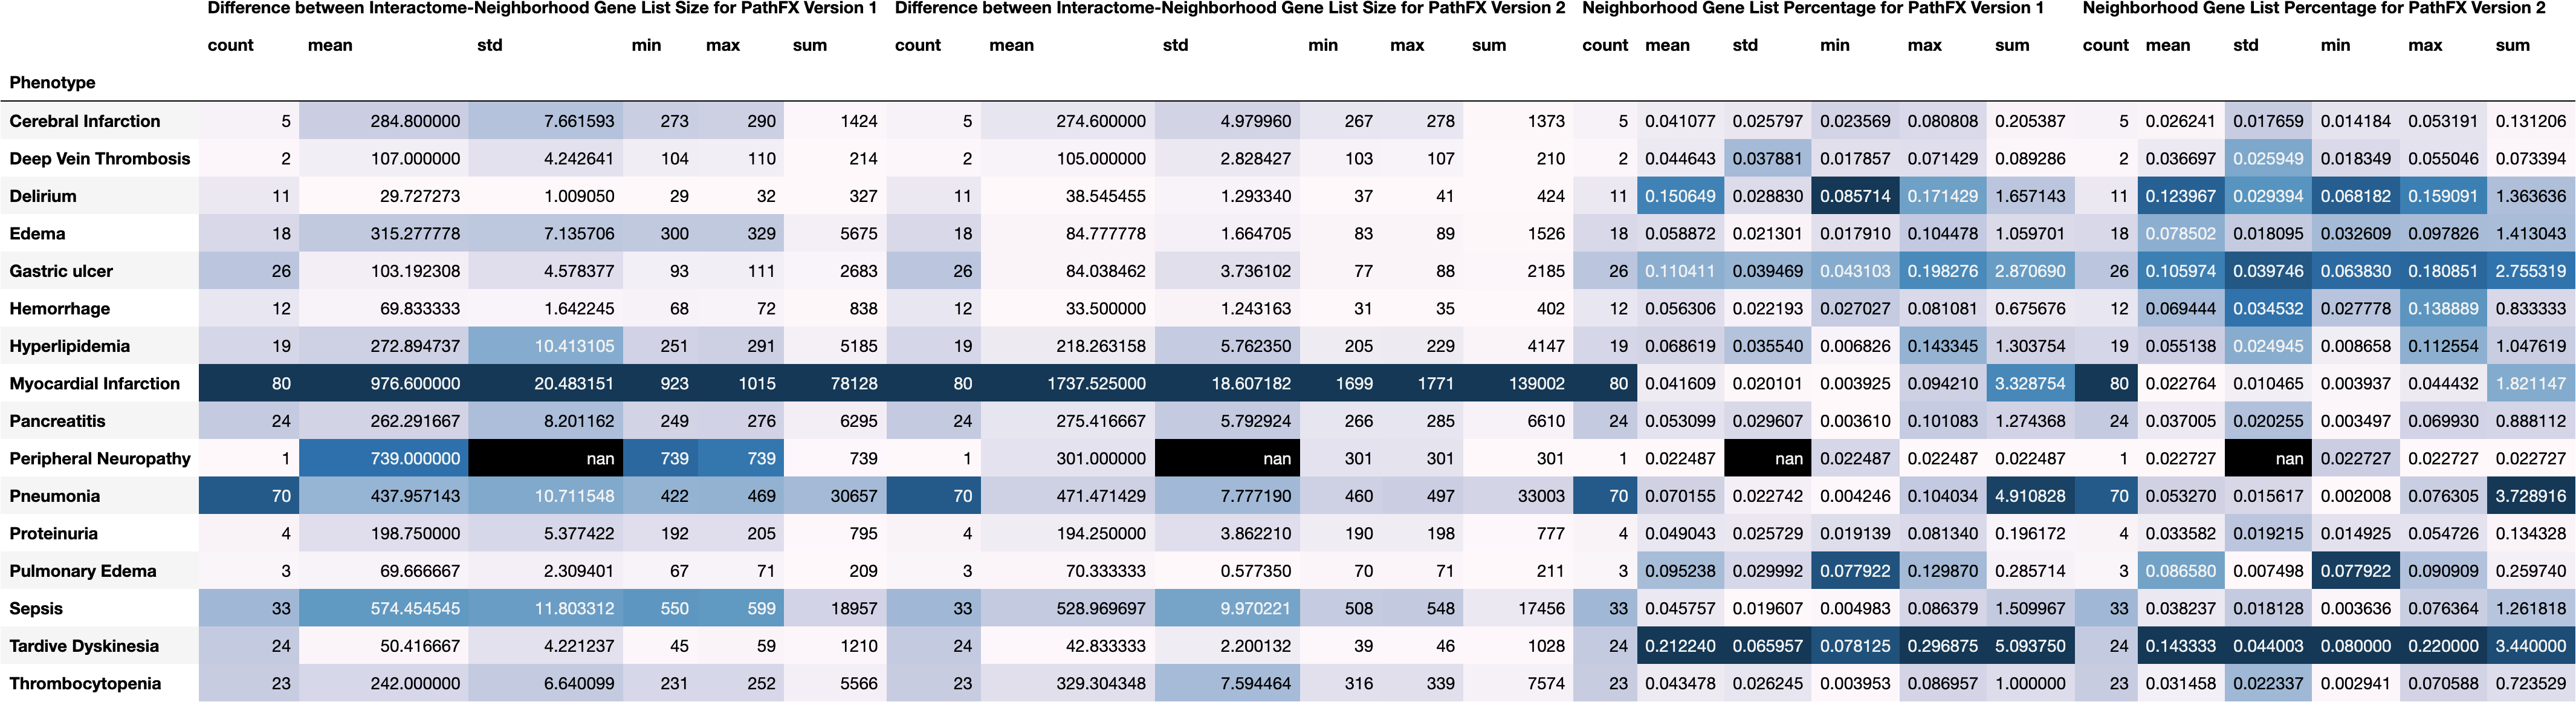 Difference between Interactome-Neighborhood Gene List Size for PathFX Version 1 Difference between Interactome-Neighborhood Gene List Size for PathFX Version 2 Neighborhood Gene List Percentage for PathFX Version 1 Neighborhood Gene List Percentage for PathFX Version 2
count mean std min max sum count mean std min max sum count mean std min max sum count mean std min max sum
Phenotype
Cerebral Infarction 5 284.800000 7.661593 273 290 1424 5 274.600000 4.979960 267 278 1373 5 0.041077 0.025797 0.023569 0.080808 0.205387 5 0.026241 0.017659 0.014184 0.053191 0.131206
Deep Vein Thrombosis 2 107.000000 4.242641 104 110 214 2 105.000000 2.828427 103 107 210 2 0.044643 0.037881 0.017857 0.071429 0.089286 2 0.036697 0.025949 0.018349 0.055046 0.073394
Delirium 11 29.727273 1.009050 29 32 327 11 38.545455 1.293340 37 41 424 11 0.150649 0.028830 0.085714 0.171429 1.657143 11 0.123967 0.029394 0.068182 0.159091 1.363636
Edema 18 315.277778 7.135706 300 329 5675 18 84.777778 1.664705 83 89 1526 18 0.058872 0.021301 0.017910 0.104478 1.059701 18 0.078502 0.018095 0.032609 0.097826 1.413043
Gastric ulcer 26 103.192308 4.578377 93 111 2683 26 84.038462 3.736102 77 88 2185 26 0.110411 0.039469 0.043103 0.198276 2.870690 26 0.105974 0.039746 0.063830 0.180851 2.755319
Hemorrhage 12 69.833333 1.642245 68 72 838 12 33.500000 1.243163 31 35 402 12 0.056306 0.022193 0.027027 0.081081 0.675676 12 0.069444 0.034532 0.027778 0.138889 0.833333
Hyperlipidemia 19 272.894737 10.413105 251 291 5185 19 218.263158 5.762350 205 229 4147 19 0.068619 0.035540 0.006826 0.143345 1.303754 19 0.055138 0.024945 0.008658 0.112554 1.047619
Myocardial Infarction 80 976.600000 20.483151 923 1015 78128 80 1737.525000 18.607182 1699 1771 139002 80 0.041609 0.020101 0.003925 0.094210 3.328754 80 0.022764 0.010465 0.003937 0.044432 1.821147
Pancreatitis 24 262.291667 8.201162 249 276 6295 24 275.416667 5.792924 266 285 6610 24 0.053099 0.029607 0.003610 0.101083 1.274368 24 0.037005 0.020255 0.003497 0.069930 0.888112
Peripheral Neuropathy 1 739.000000 nan 739 739 739 1 301.000000 nan 301 301 301 1 0.022487 nan 0.022487 0.022487 0.022487 1 0.022727 nan 0.022727 0.022727 0.022727
Pneumonia 70 437.957143 10.711548 422 469 30657 70 471.471429 7.777190 460 497 33003 70 0.070155 0.022742 0.004246 0.104034 4.910828 70 0.053270 0.015617 0.002008 0.076305 3.728916
Proteinuria 4 198.750000 5.377422 192 205 795 4 194.250000 3.862210 190 198 777 4 0.049043 0.025729 0.019139 0.081340 0.196172 4 0.033582 0.019215 0.014925 0.054726 0.134328
Pulmonary Edema 3 69.666667 2.309401 67 71 209 3 70.333333 0.577350 70 71 211 3 0.095238 0.029992 0.077922 0.129870 0.285714 3 0.086580 0.007498 0.077922 0.090909 0.259740
Sepsis 33 574.454545 11.803312 550 599 18957 33 528.969697 9.970221 508 548 17456 33 0.045757 0.019607 0.004983 0.086379 1.509967 33 0.038237 0.018128 0.003636 0.076364 1.261818
Tardive Dyskinesia 24 50.416667 4.221237 45 59 1210 24 42.833333 2.200132 39 46 1028 24 0.212240 0.065957 0.078125 0.296875 5.093750 24 0.143333 0.044003 0.080000 0.220000 3.440000
Thrombocytopenia 23 242.000000 6.640099 231 252 5566 23 329.304348 7.594464 316 339 7574 23 0.043478 0.026245 0.003953 0.086957 1.000000 23 0.031458 0.022337 0.002941 0.070588 0.723529